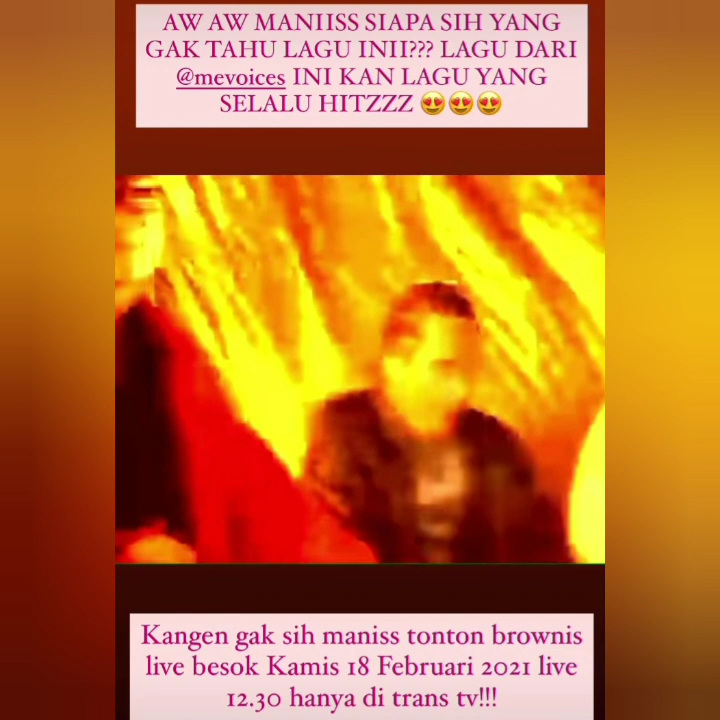 AW AW MANIISS SIAPA SIH YANG
GAK TAHU LAGU INII??? LAGU DARI
@mevoices INI KAN LAGU YANG
SELALU HITZZZ 😍😍😍
Kangen gak sih maniss tonton brownis
live besok Kamis 18 Februari 2021 live
12.30 hanya di trans tv!!!